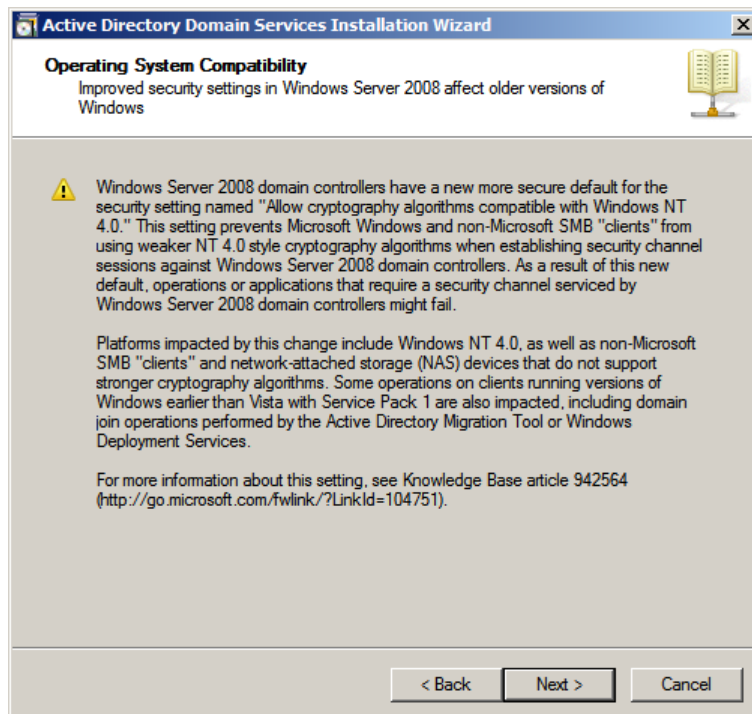 Active Directory Domain Services Installation Wizard
Operating System Compatibility
Improved security settings in Windows Server 2008 affect older versions of
Windows
Windows Server 2008 domain controllers have a new more secure default for the
security setting named "Allow cryptography algorithms compatible with Windows NT
4.0." This setting prevents Microsoft Windows and non-Microsoft SMB "clients" from
using weaker NT 4.0 style cryptography algorithms when establishing security channel
sessions against Windows Server 2008 domain controllers. As a result of this new
default, operations or applications that require a security channel serviced by
Windows Server 2008 domain controllers might fail.
Platforms impacted by this change include Windows NT 4.0, as well as non-Microsoft
SMB "clients" and network-attached storage (NAS) devices that do not support
stronger cryptography algorithms. Some operations on clients running versions of
Windows earlier than Vista with Service Pack 1 are also impacted, including domain
join operations performed by the Active Directory Migration Tool or Windows
Deployment Services.
For more information about this setting, see Knowledge Base article 942564
(http://go.microsoft.com/fwlink/?LinkId=104751).
< Back
Next >
Cancel